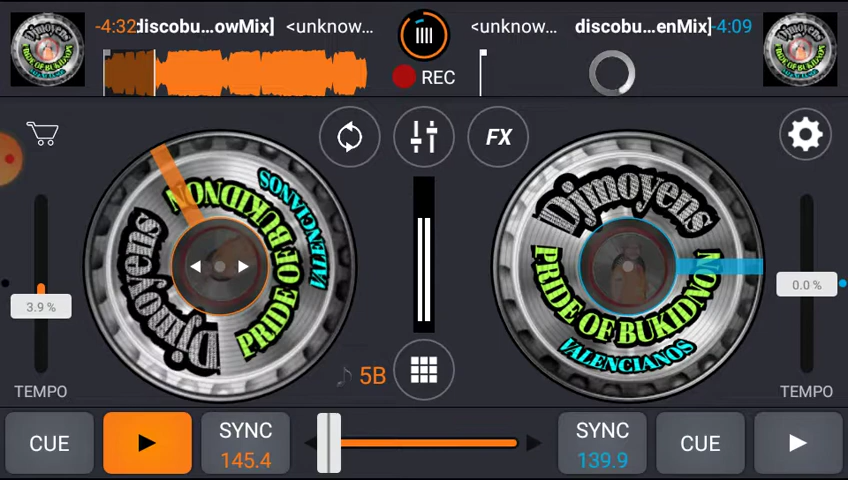 -4:32 discobu...owMix] <unknow...
<unknow... discobu...enMix] -4:09
REC
FX
Djmoyens
PRIDE OF BUKIDNON
VALENCIANOS
Djmoyens
PRIDE OF BUKIDNON
VALENCIANOS
3.9 %
0.0 %
TEMPO
5B
TEMPO
CUE
SYNC
145.4
SYNC
139.9
CUE